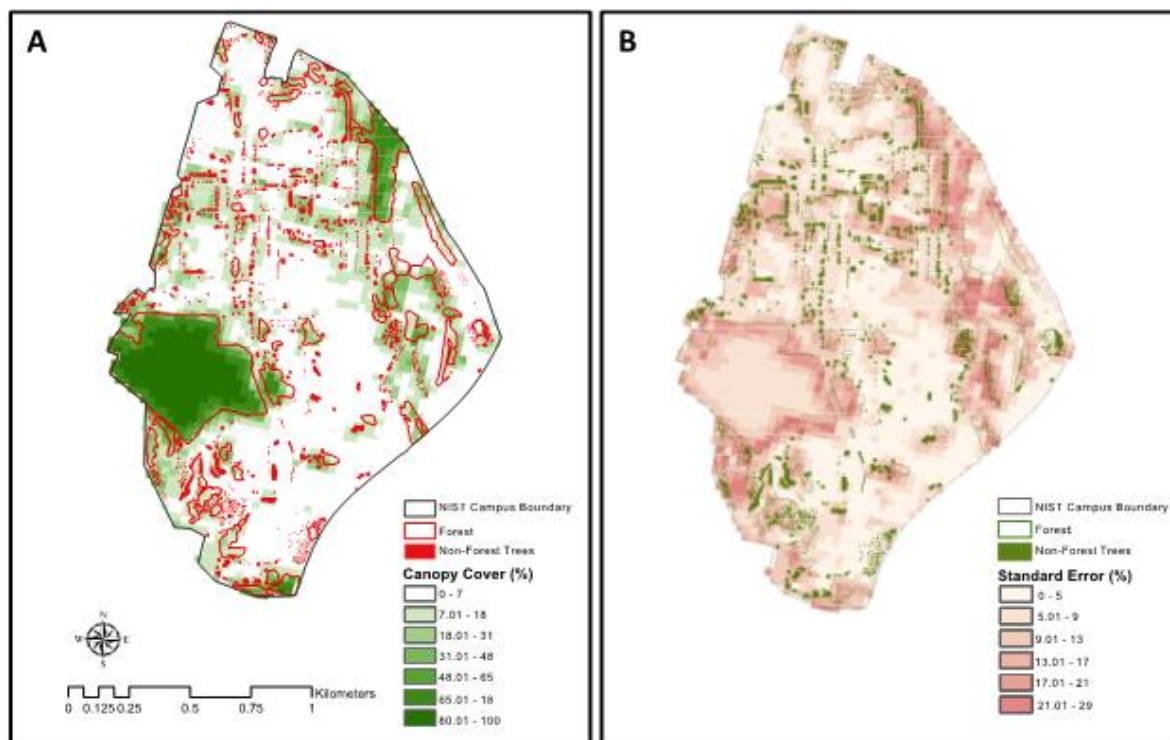 A
NIST Campus Boundary
Forest
Non-Forest Trees
Canopy Cover (%)
0 - 7
7.01 - 18
18.01 - 31
31.01 - 48
48.01 - 65
65.01 - 18
80.01 - 100
N
W E
S
Kilometers
0 0.125 0.25 0.5 0.75 1
B
NIST Campus Boundary
Forest
Non-Forest Trees
Standard Error (%)
0 - 5
5.01 - 9
9.01 - 13
13.01 - 17
17.01 - 21
21.01 - 29